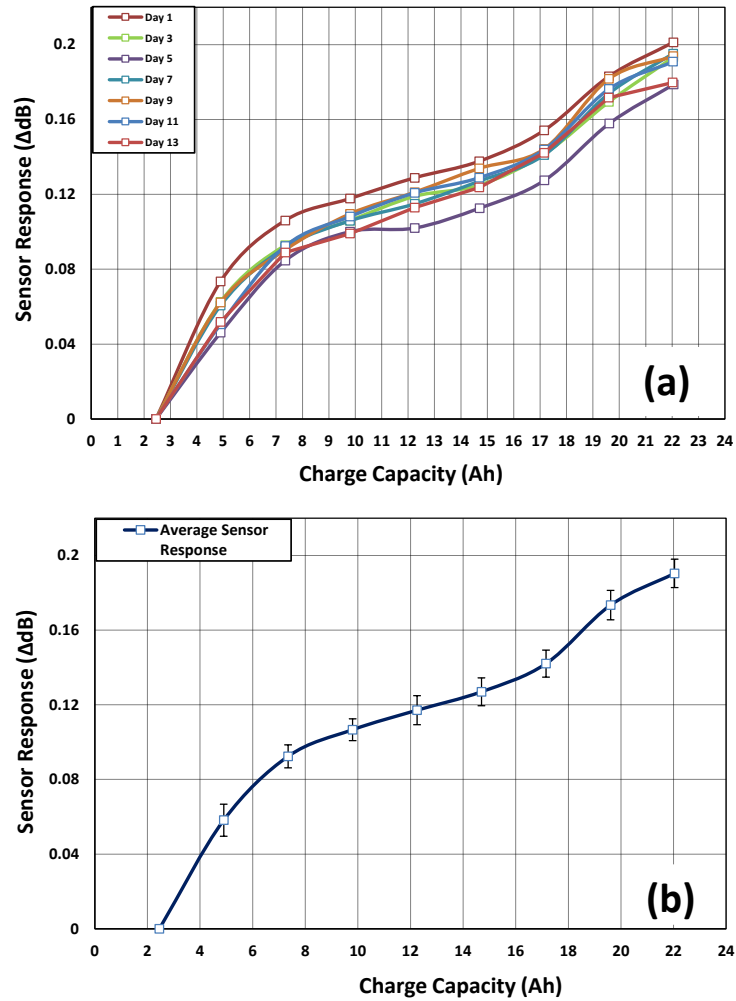 Day 1
Day 3
Day 5
Day 7
Day 9
Day 11
Day 13
0.2
0.16
0.12
0.08
0.04
0
Sensor Response (ΔdB)
(a)
0 1 2 3 4 5 6 7 8 9 10 11 12 13 14 15 16 17 18 19 20 21 22 23 24
Charge Capacity (Ah)
Average Sensor
Response
0.2
0.16
0.12
0.08
0.04
0
Sensor Response (ΔdB)
(b)
0 2 4 6 8 10 12 14 16 18 20 22 24
Charge Capacity (Ah)